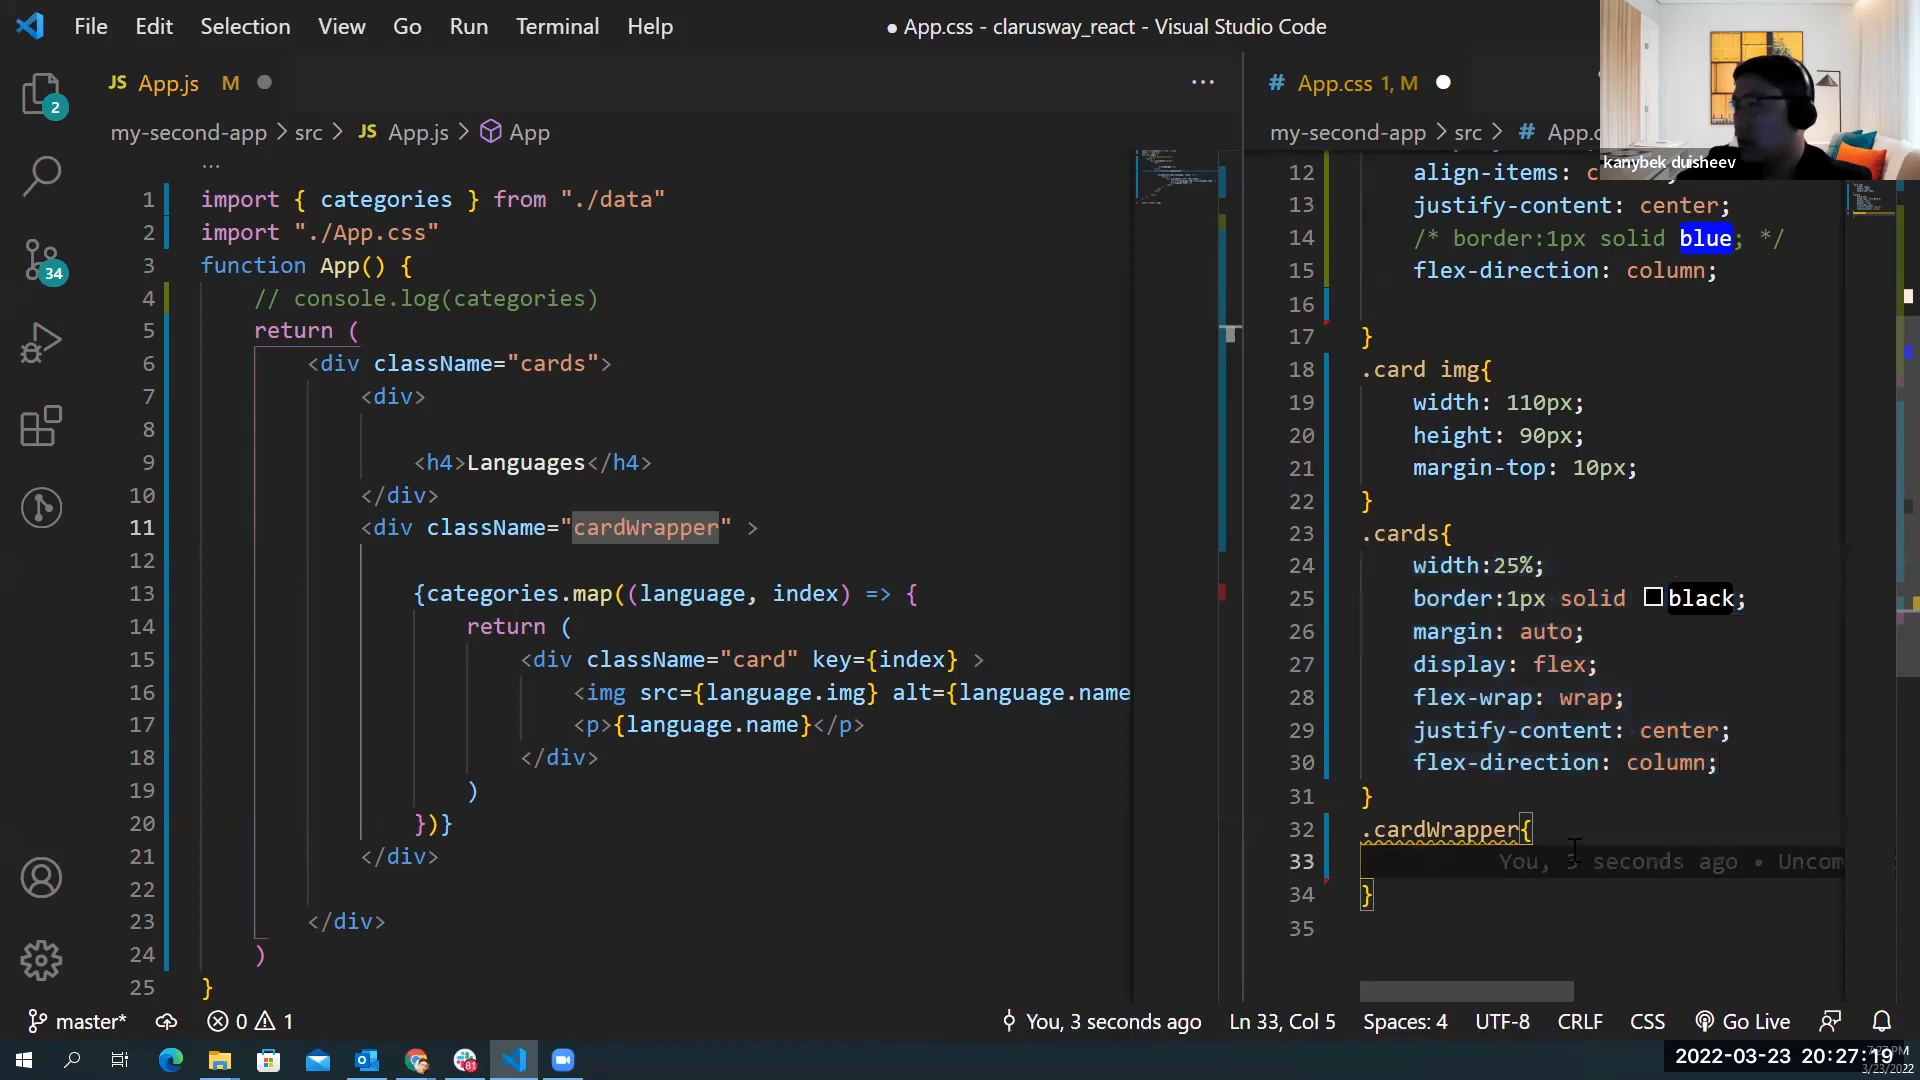 File Edit Selection View Go Run Terminal Help
● App.css - clarusway_react - Visual Studio Code
JS App.js M
my-second-app > src > JS App.js > App
...
1 import { categories } from "./data"
2 import "./App.css"
3 function App() {
4 // console.log(categories)
5 return (
6 <div className="cards">
7 <div>
8
9 <h4>Languages</h4>
10 </div>
11 <div className="cardWrapper" >
12
13 {categories.map((language, index) => {
14 return (
15 <div className="card" key={index} >
16 <img src={language.img} alt={language.name
17 <p>{language.name}</p>
18 </div>
19 )
20 })}
21 </div>
22
23 </div>
24 )
25 }
# App.css 1, M
my-second-app > src > # App.c
kanybek duisheev
12 align-items: c
13 justify-content: center;
14 /* border:1px solid blue; */
15 flex-direction: column;
16
17 }
18 .card img{
19 width: 110px;
20 height: 90px;
21 margin-top: 10px;
22 }
23 .cards{
24 width:25%;
25 border:1px solid black;
26 margin: auto;
27 display: flex;
28 flex-wrap: wrap;
29 justify-content: center;
30 flex-direction: column;
31 }
32 .cardWrapper{
33 You, 3 seconds ago • Uncom
34 }
35
2
34
master* 0 1 You, 3 seconds ago Ln 33, Col 5 Spaces: 4 UTF-8 CRLF CSS Go Live
81
2022-03-23 20:27:19
3/23/2022